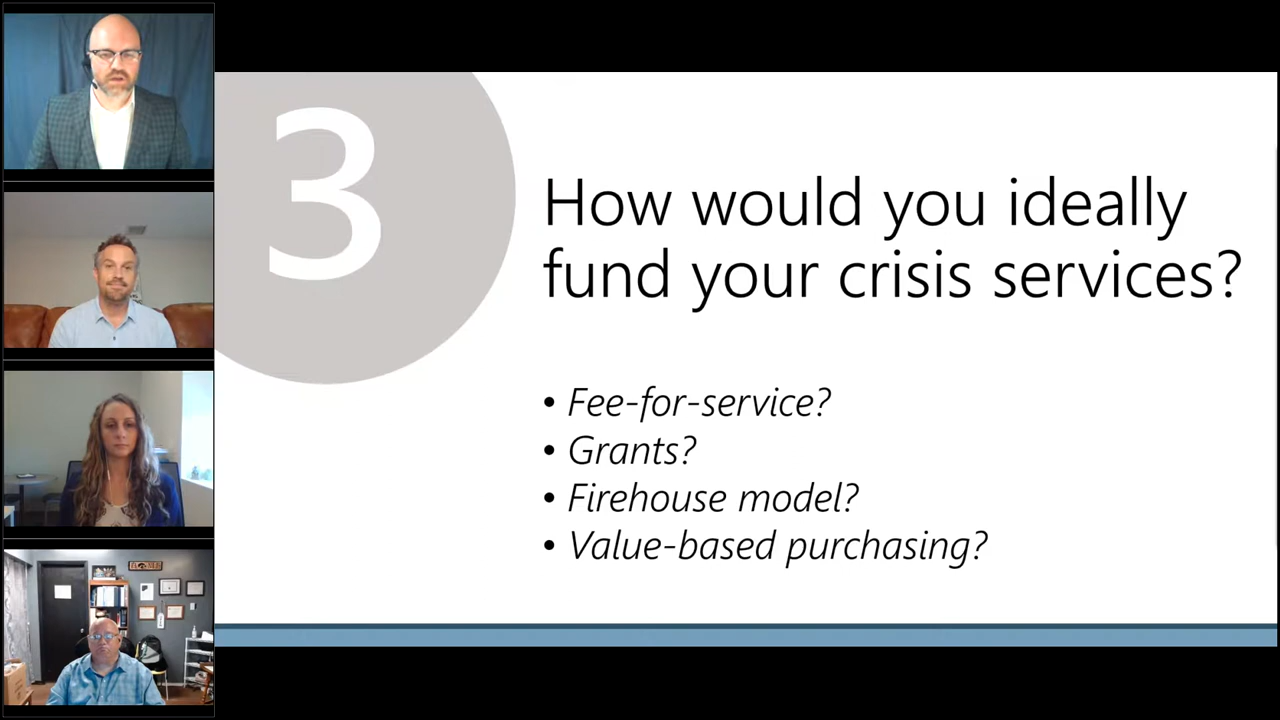 3
How would you ideally
fund your crisis services?
• Fee-for-service?
• Grants?
• Firehouse model?
• Value-based purchasing?